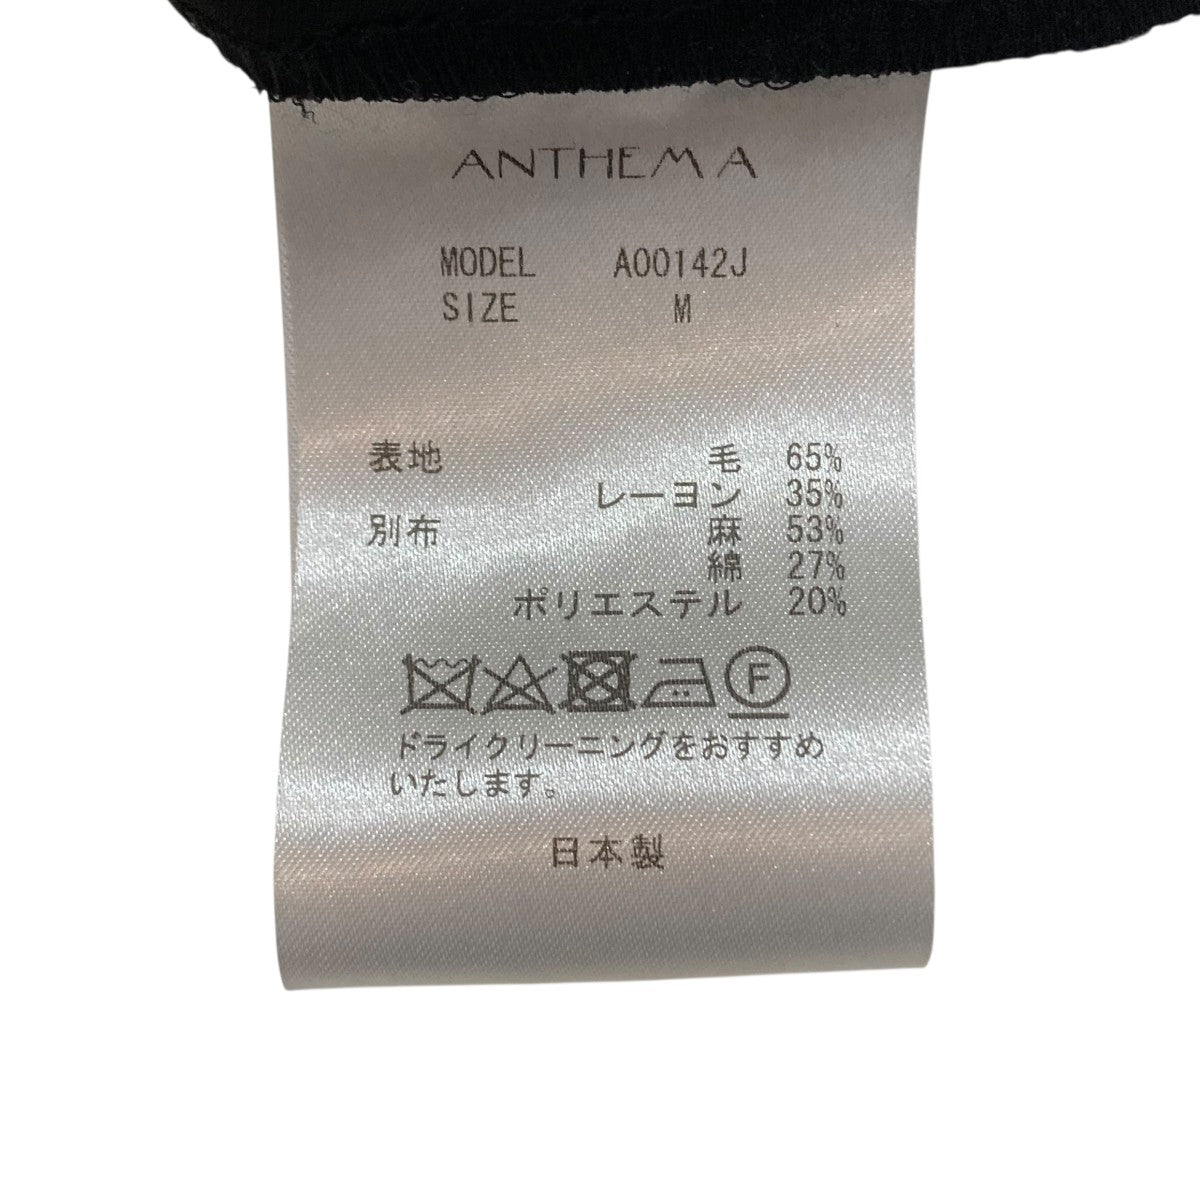 ANTHEM A
MODEL A00142J
SIZE M
表地 毛 65%
レーヨン 35%
別布 麻 53%
綿 27%
ポリエステル 20%
F
ドライクリーニングをおすすめ
いたします。
日本製